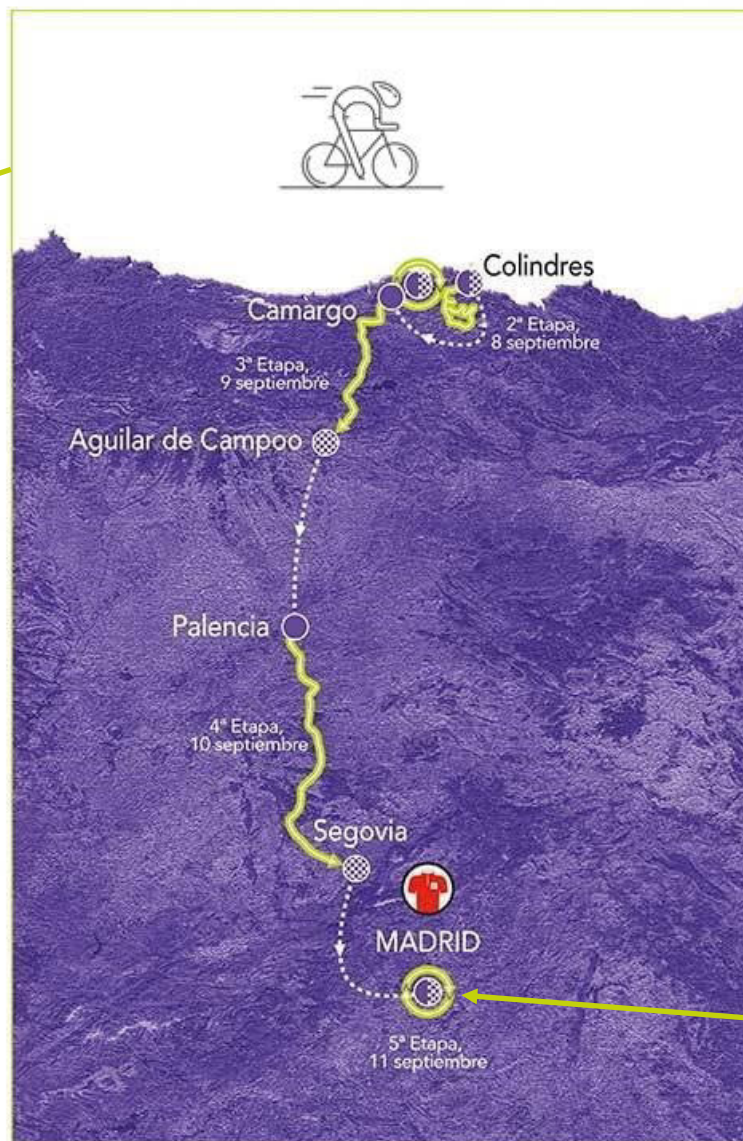 Colindres
Camargo
2ª Etapa,
8 septiembre
3ª Etapa,
9 septiembre
Aguilar de Campoo
Palencia
4ª Etapa,
10 septiembre
Segovia
MADRID
5ª Etapa,
11 septiembre